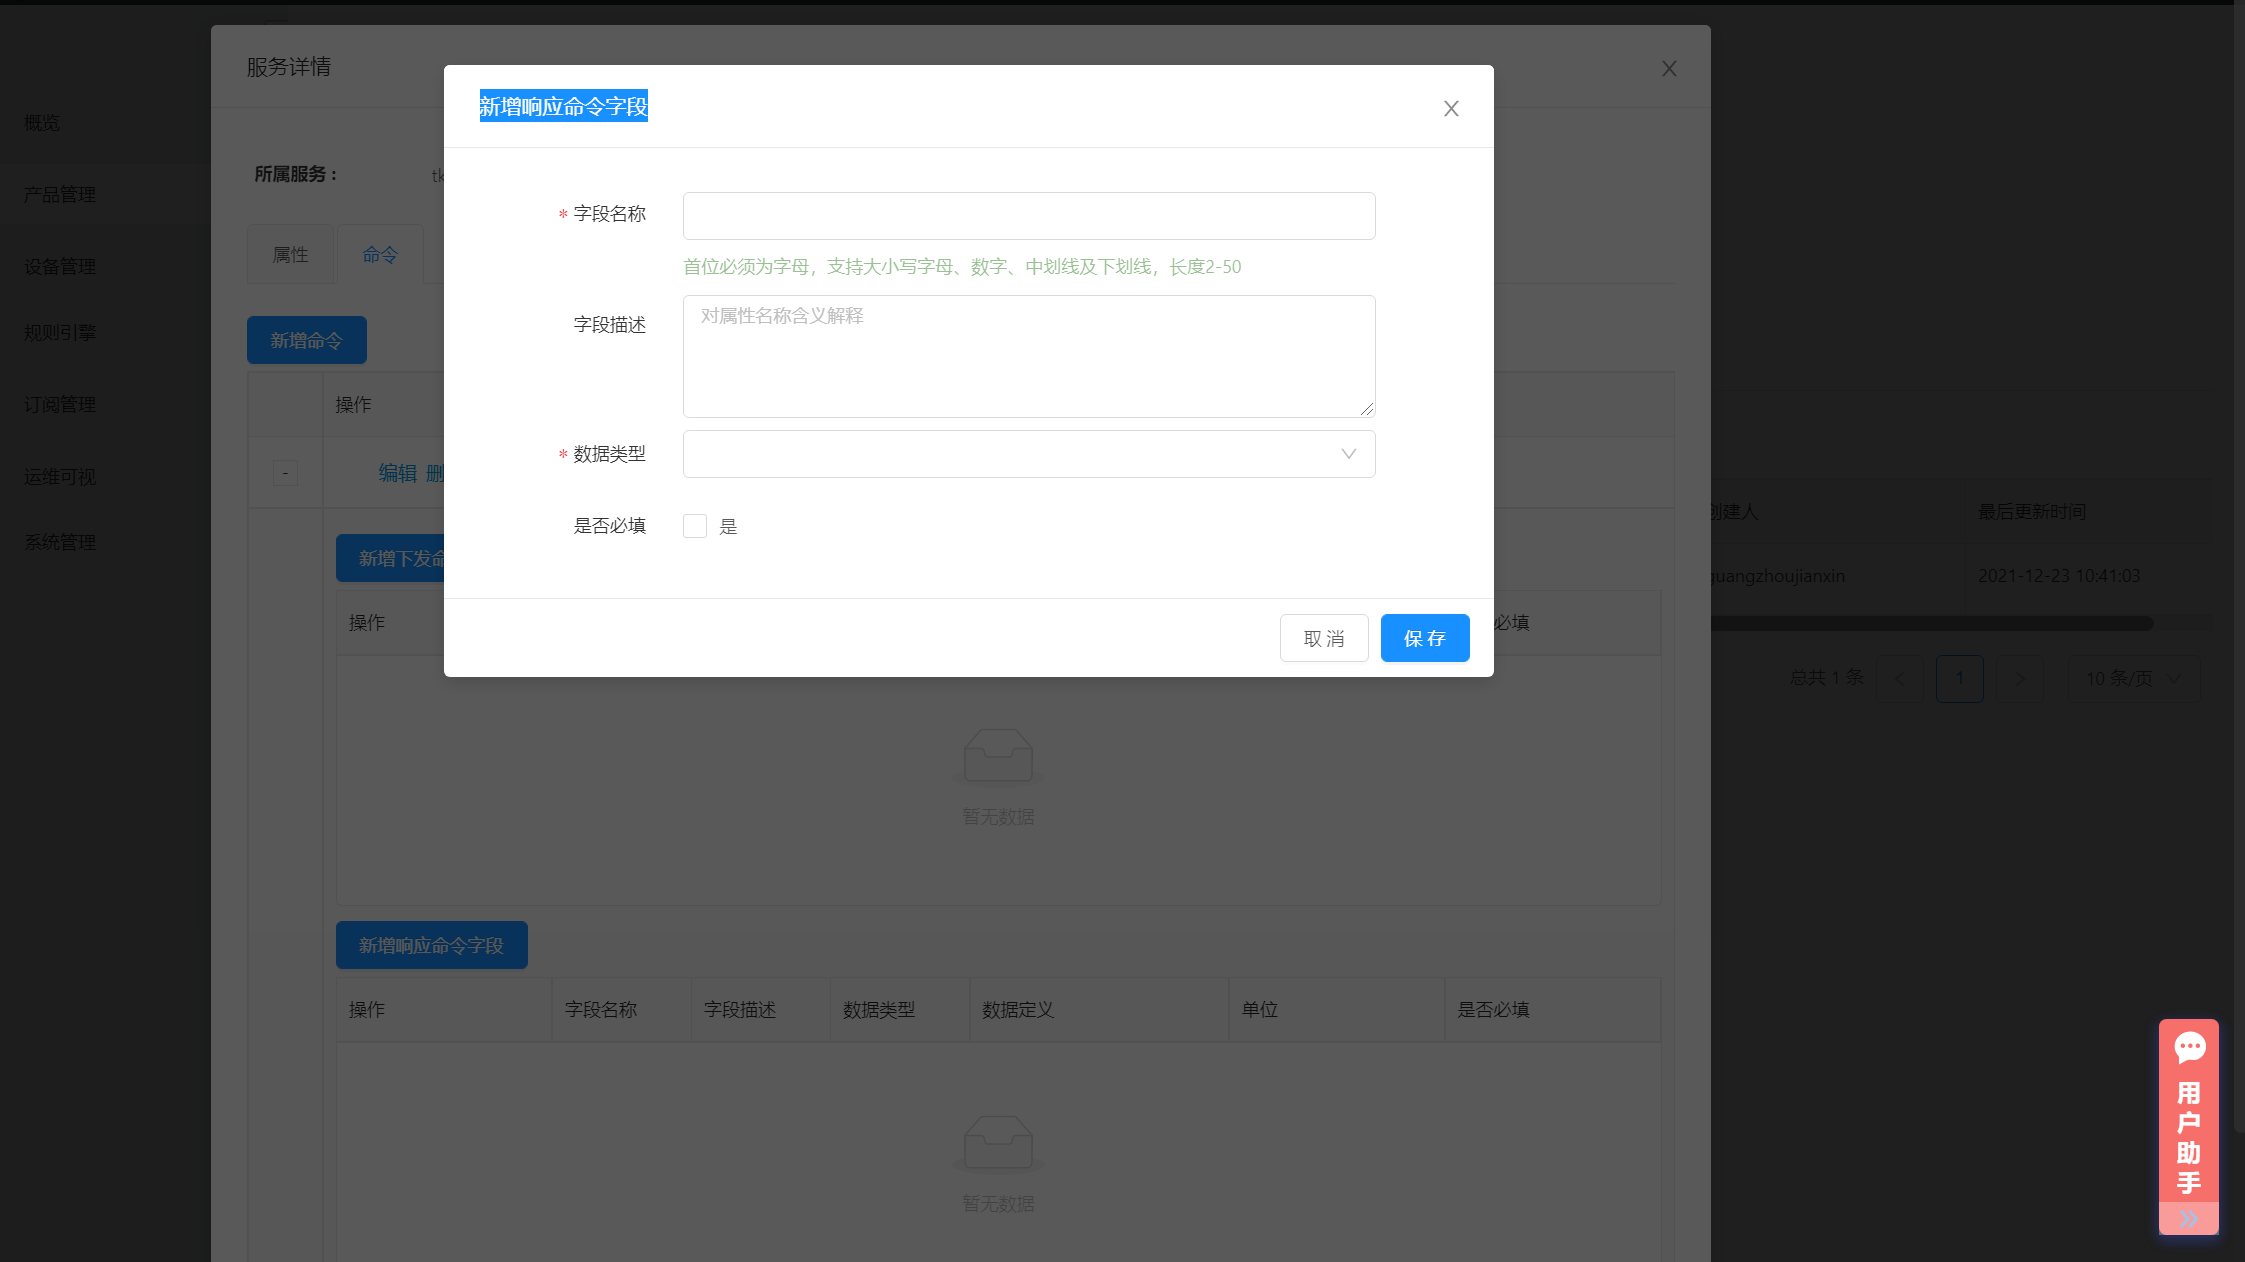 服务详情
新增响应命令字段
概览
产品管理
设备管理
规则引擎
订阅管理
运维可视
系统管理
所属服务：
属性
命令
新增命令
操作
-
编辑
* 字段名称
首位必须为字母，支持大小写字母、数字、中划线及下划线，长度2-50
字段描述
对属性名称含义解释
* 数据类型
是否必填
是
取 消
保 存
新增下发命
操作
必填
暂无数据
新增响应命令字段
操作
字段名称
字段描述
数据类型
数据定义
单位
是否必填
暂无数据
创建人
最后更新时间
guangzhoujianxin
2021-12-23 10:41:03
总共 1 条
<
1
>
10 条/页
用户助手